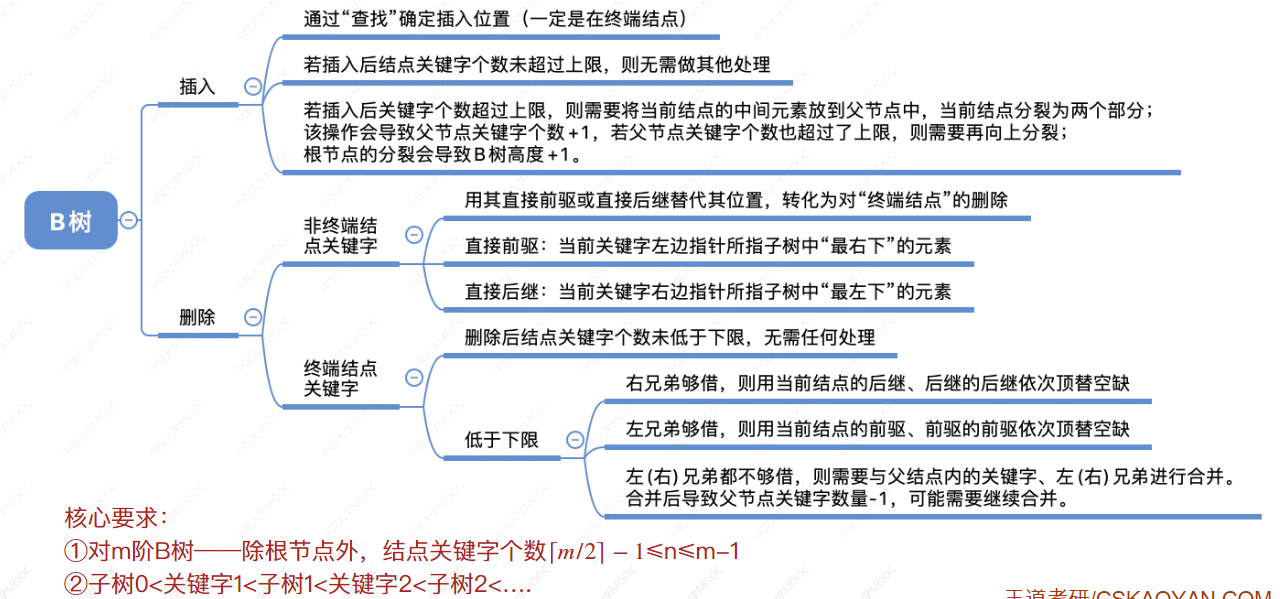 通过“查找”确定插入位置（一定是在终端结点）
若插入后结点关键字个数未超过上限，则无需做其他处理
插入
若插入后关键字个数超过上限，则需要将当前结点的中间元素放到父节点中，当前结点分裂为两个部分；
该操作会导致父节点关键字个数+1，若父节点关键字个数也超过了上限，则需要再向上分裂；
根节点的分裂会导致B树高度+1。
B树
用其直接前驱或直接后继替代其位置，转化为对“终端结点”的删除
非终端结
点关键字
直接前驱：当前关键字左边指针所指子树中“最右下”的元素
直接后继：当前关键字右边指针所指子树中“最左下”的元素
删除
删除后结点关键字个数未低于下限，无需任何处理
终端结点
关键字
右兄弟够借，则用当前结点的后继、后继的后继依次顶替空缺
低于下限
左兄弟够借，则用当前结点的前驱、前驱的前驱依次顶替空缺
左(右)兄弟都不够借，则需要与父结点内的关键字、左(右)兄弟进行合并。
合并后导致父节点关键字数量-1，可能需要继续合并。
核心要求：
①对m阶B树——除根节点外，结点关键字个数⌈m/2⌉ − 1≤n≤m–1
②子树0<关键字1<子树1<关键字2<子树2<....
王道考研/CSKAOYAN.COM